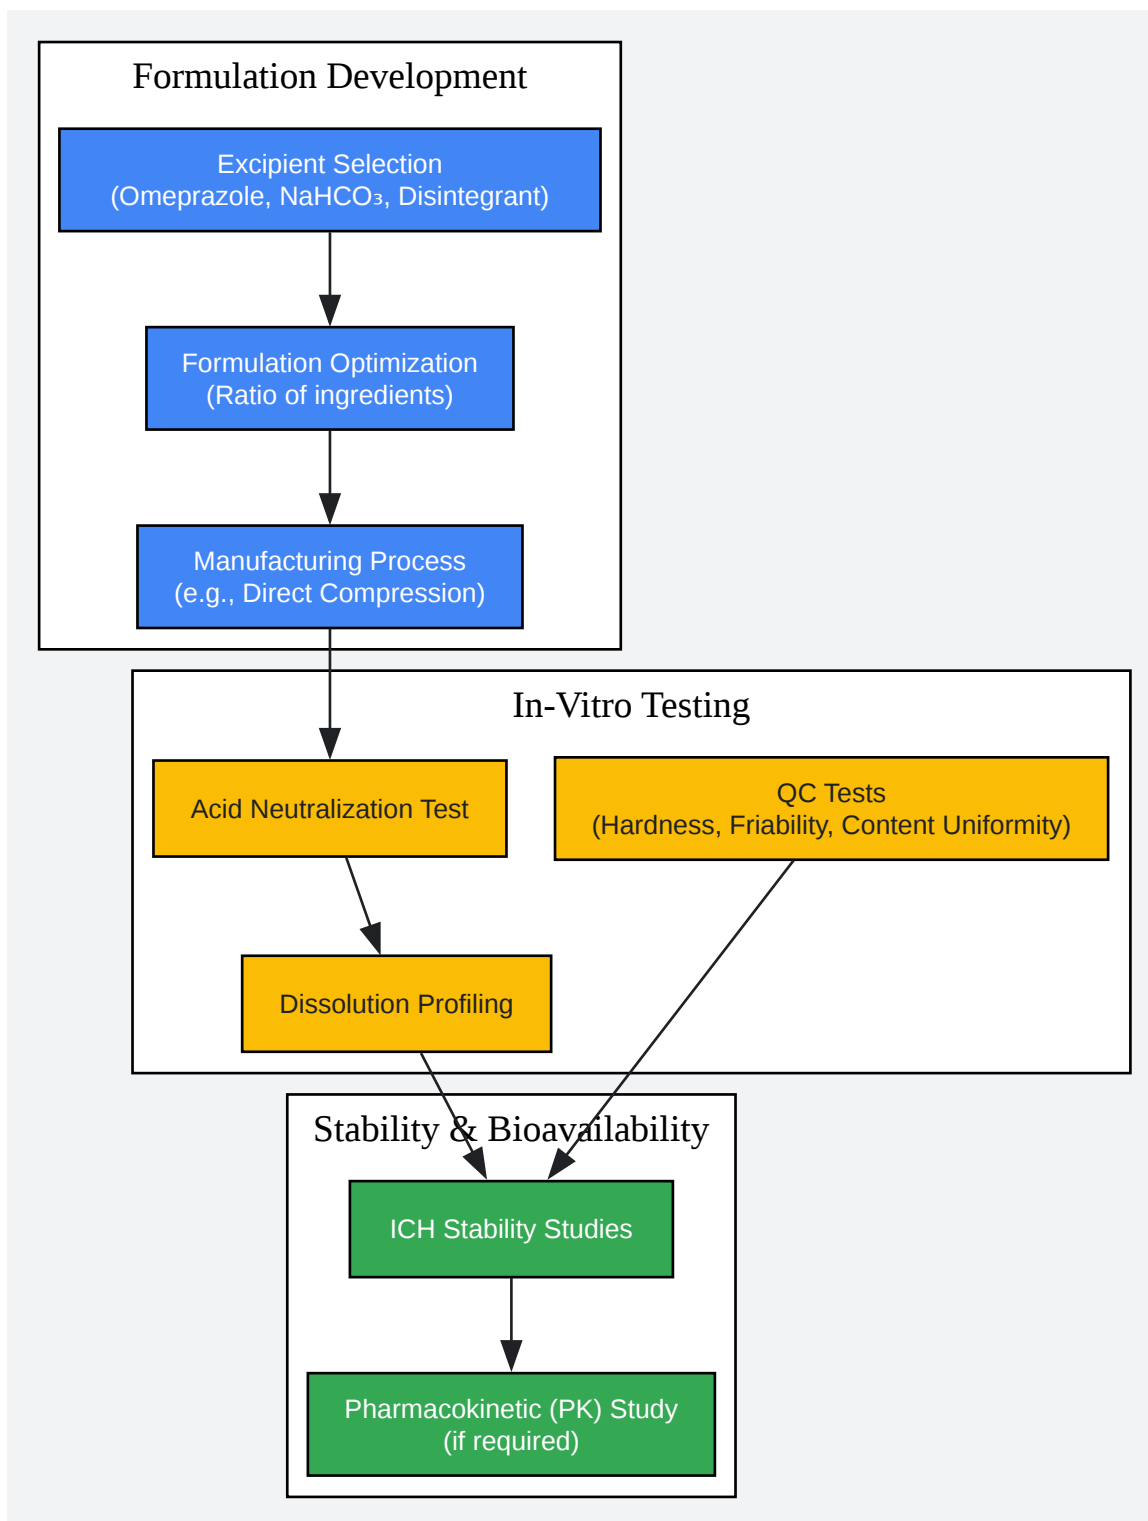 Formulation Development
Excipient Selection
(Omeprazole, NaHCO₃, Disintegrant)
Formulation Optimization
(Ratio of ingredients)
Manufacturing Process
(e.g., Direct Compression)
In-Vitro Testing
Acid Neutralization Test
QC Tests
(Hardness, Friability, Content Uniformity)
Dissolution Profiling
Stability & Bioavailability
ICH Stability Studies
Pharmacokinetic (PK) Study
(if required)